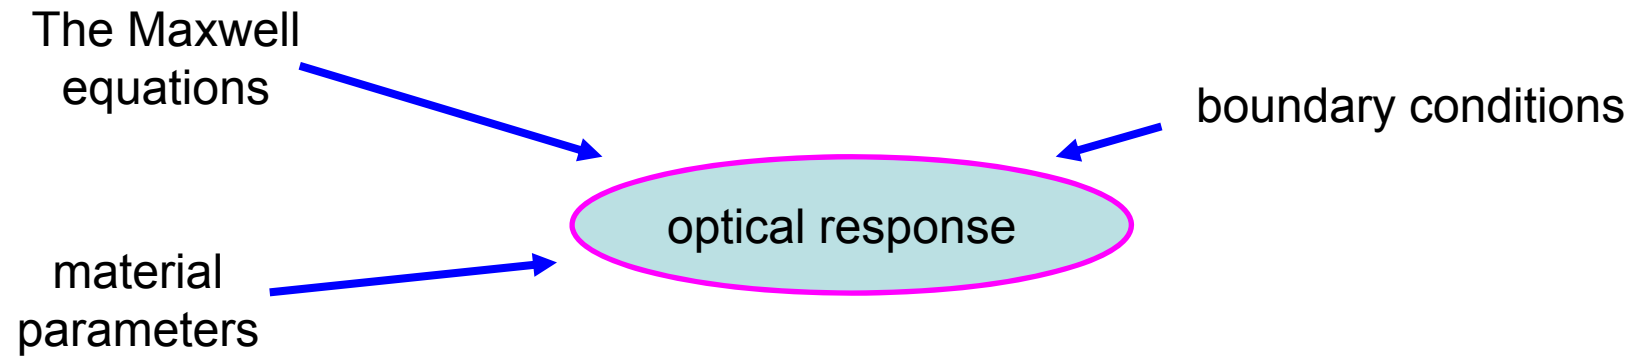 The Maxwell
equations
boundary conditions
optical response
material
parameters